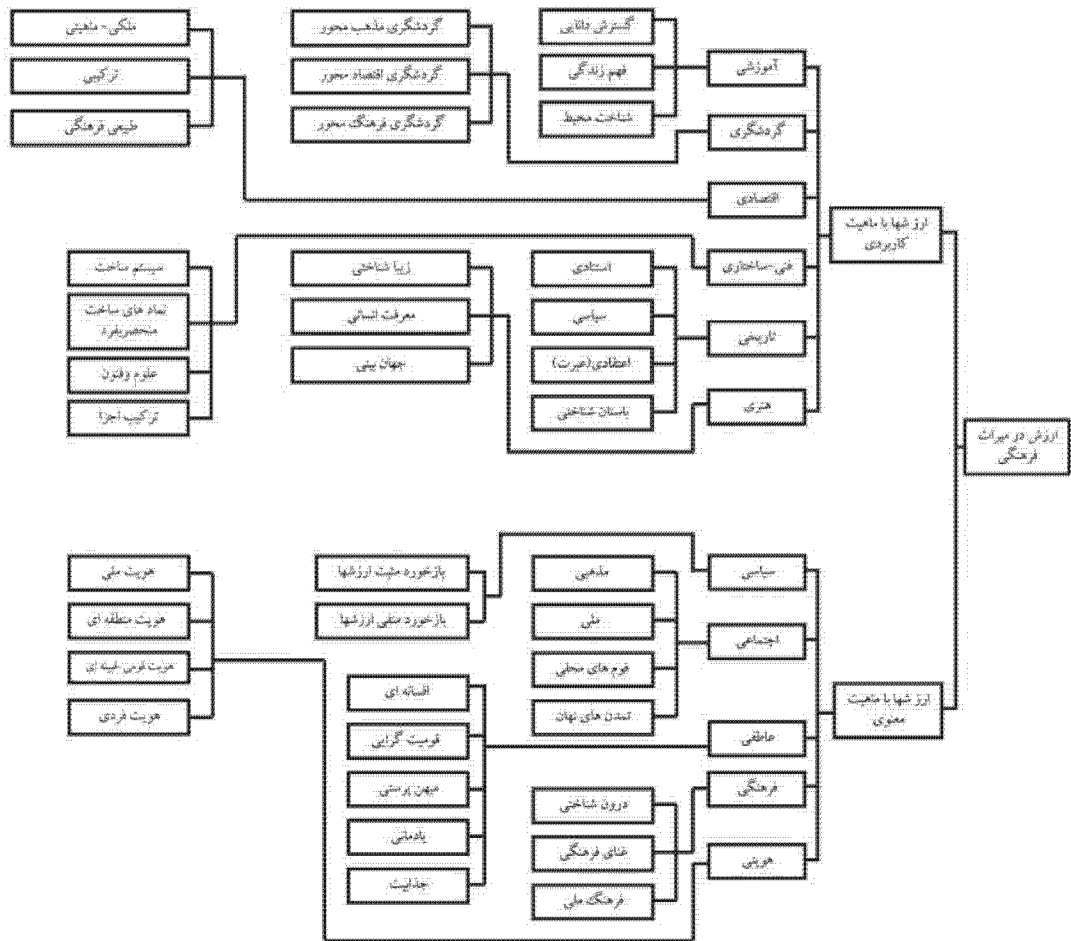 ارزش در میراث
فرهنگی
ارزشها با ماهیت
کاربردی
آموزشی
گسترش دانایی
فهم زندگی
شناخت محیط
گردشگری
گردشگری مذهب محور
گردشگری اقتصاد محور
گردشگری فرهنگ محور
اقتصادی
ملکی- ماهیتی
ترکیبی
طبیعی فرهنگی
فنی-ساختاری
سیستم ساخت
نماد های ساخت
منحصربفرد
علوم وفنون
ترکیب اجزا
تاریخی
اسنادی
سیاسی
اعتقادی(عبرت)
باستان شناختی
هنری
زیبا شناختی
معرفت انسانی
جهان بینی
ارزشها با ماهیت
معنوی
سیاسی
بازخورد مثبت ارزشها
بازخورد منفی ارزشها
اجتماعی
مذهبی
ملی
قوم های محلی
تمدن های نهان
عاطفی
افسانه ای
قومیت گرایی
میهن پرستی
یادمانی
جذابیت
فرهنگی
درون شناختی
غنای فرهنگی
فرهنگ ملی
هویتی
هویت ملی
هویت منطقه ای
هویت قومی-قبیله ای
هویت فردی